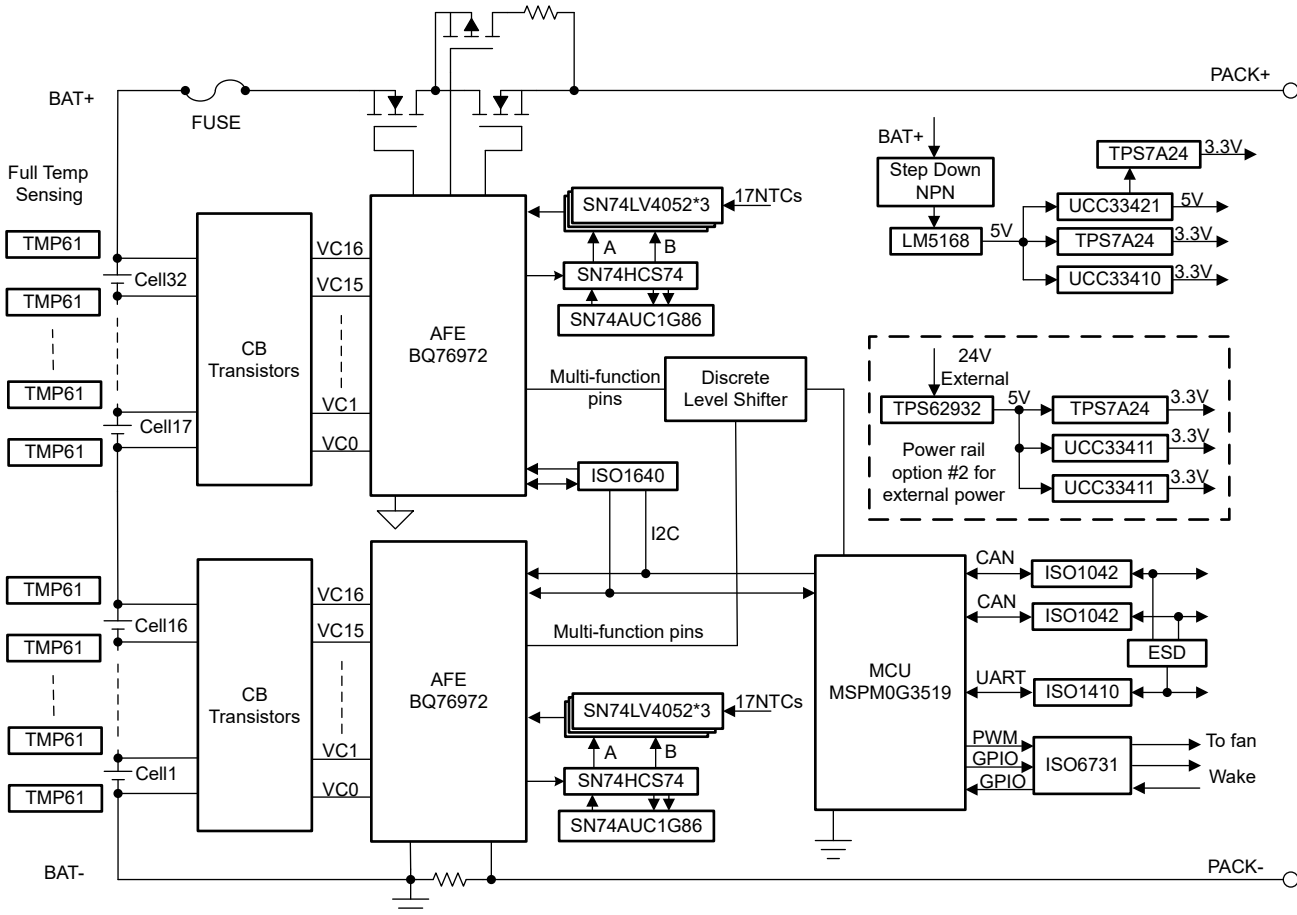 BAT+
FUSE
PACK+
Full Temp
Sensing
TMP61
Cell32
TMP61
TMP61
Cell17
TMP61
CB
Transistors
VC16
VC15
VC1
VC0
AFE
BQ76972
SN74LV4052*3
17NTCs
A
B
SN74HCS74
SN74AUC1G86
Multi-function
pins
Discrete
Level Shifter
ISO1640
I2C
BAT+
Step Down
NPN
LM5168
5V
TPS7A24
3.3V
UCC33421
5V
TPS7A24
3.3V
UCC33410
3.3V
24V
External
TPS62932
5V
TPS7A24
3.3V
UCC33411
3.3V
UCC33411
3.3V
Power rail
option #2 for
external power
TMP61
Cell16
TMP61
TMP61
Cell1
TMP61
CB
Transistors
VC16
VC15
VC1
VC0
AFE
BQ76972
Multi-function pins
SN74LV4052*3
17NTCs
A
B
SN74HCS74
SN74AUC1G86
MCU
MSPM0G3519
CAN
ISO1042
CAN
ISO1042
ESD
UART
ISO1410
PWM
GPIO
GPIO
ISO6731
To fan
Wake
BAT-
PACK-